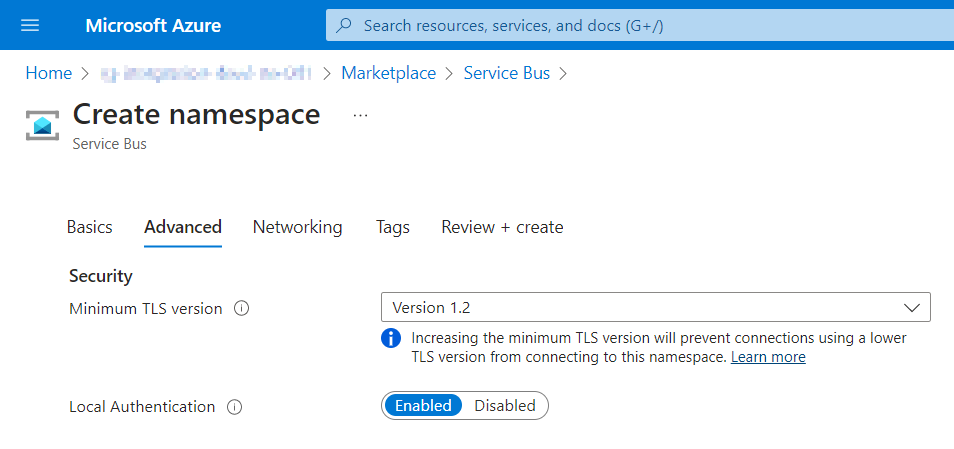 Microsoft Azure
Search resources, services, and docs (G+/)
Home > > Marketplace > Service Bus >
Create namespace ...
Service Bus
Basics Advanced Networking Tags Review + create
Security
Minimum TLS version
Version 1.2
Increasing the minimum TLS version will prevent connections using a lower
TLS version from connecting to this namespace. Learn more
Local Authentication
Enabled Disabled